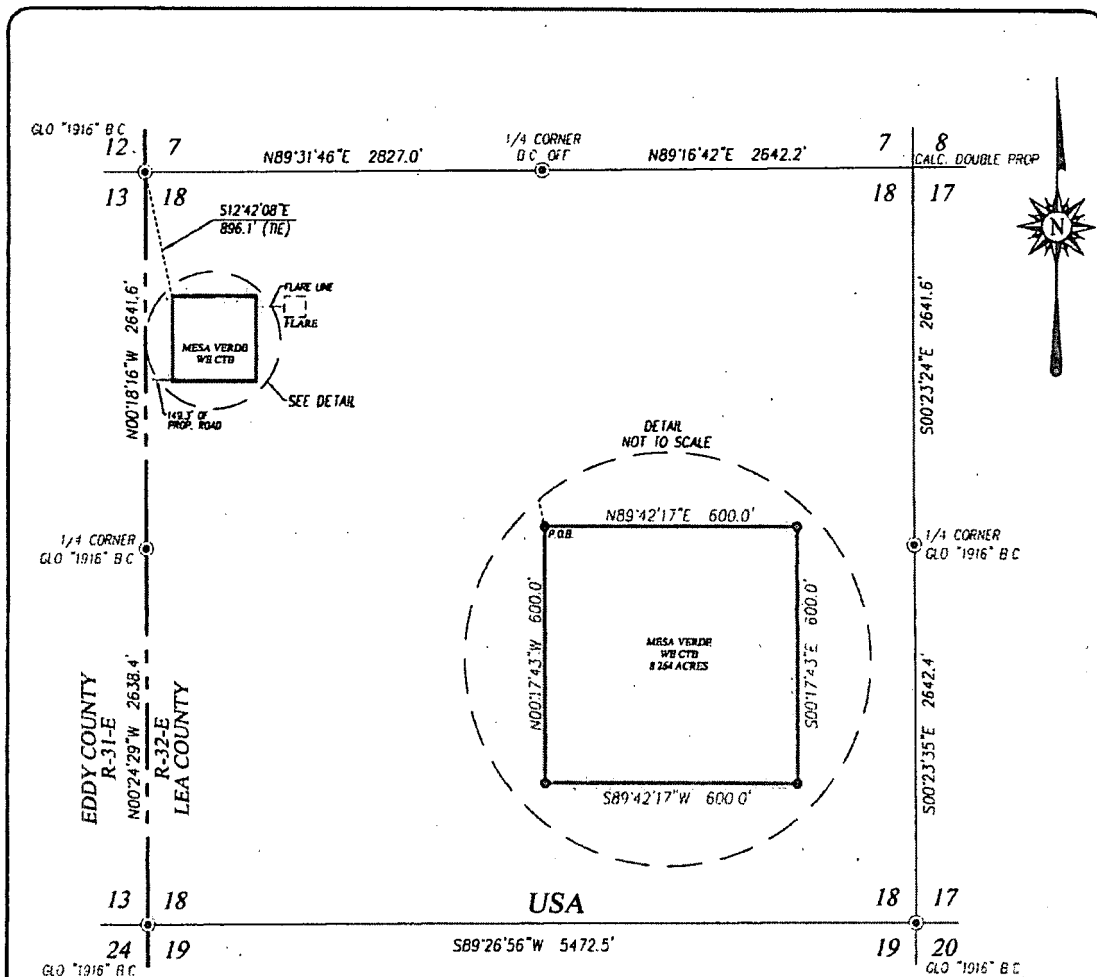 GLO "1916" B C
12 7
13 18
N89°31'46"E 2827.0'
1/4 CORNER
B.C. OFF
N89°16'42"E 2642.2'
7 8
CALC. DOUBLE PROP
18 17
N
S12°42'08"E
896.1' (TIE)
FLARE LINE
FLARE
MESA VERDE
WB CTB
SEE DETAIL
149.3' OF
PROP. ROAD
N00°18'16"W 2641.6'
S00°23'24"E 2641.6'
DETAIL
NOT TO SCALE
N89°42'17"E 600.0'
P.O.B.
N00°17'43"W 600.0'
S00°17'43"E 600.0'
MESA VERDE
WB CTB
8.264 ACRES
S89°42'17"W 600.0'
1/4 CORNER
GLO "1916" B C
1/4 CORNER
GLO "1916" B C
EDDY COUNTY
R-31-E
N00°24'29"W 2638.4'
R-32-E
LEA COUNTY
S00°23'35"E 2642.4'
13 18
USA
18 17
24 19
S89°26'56"W 5472.5'
19 20
GLO "1916" B C
GLO "1916" B C